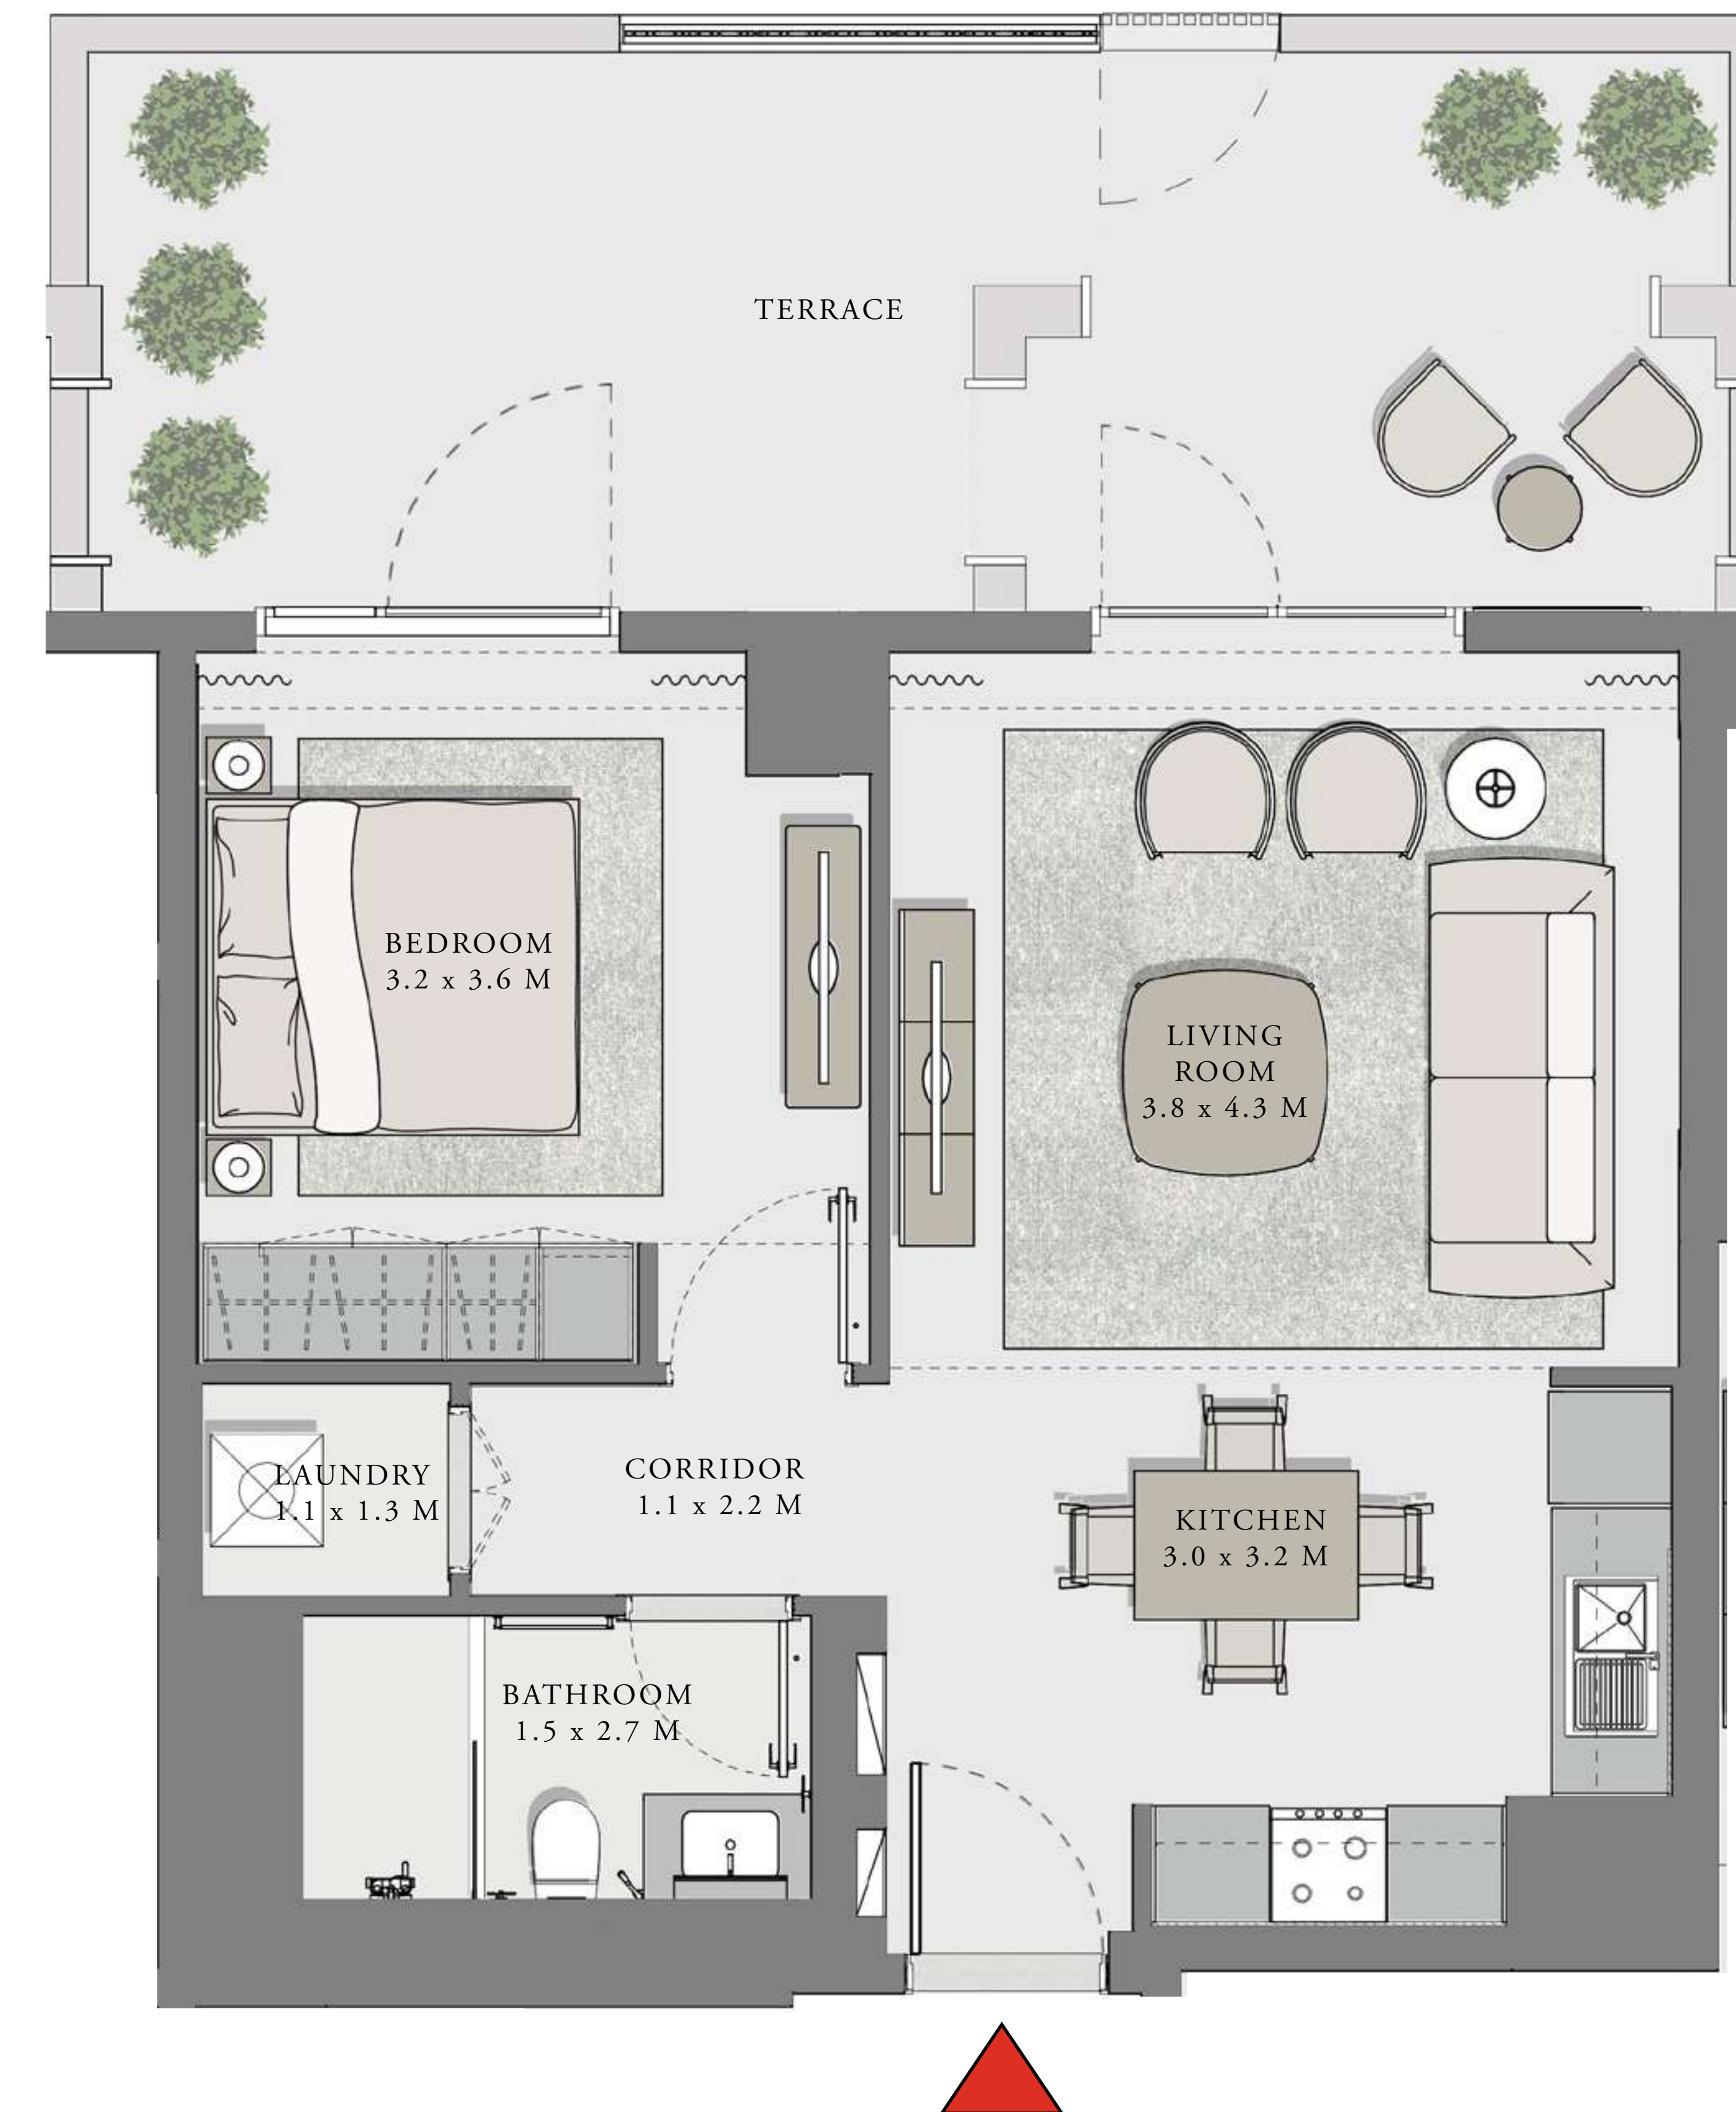 TERRACE
BEDROOM
3.2 x 3.6 M
LIVING
ROOM
3.8 x 4.3 M
LAUNDRY
1.1 x 1.3 M
CORRIDOR
1.1 x 2.2 M
KITCHEN
3.0 x 3.2 M
BATHROOM
1.5 x 2.7 M